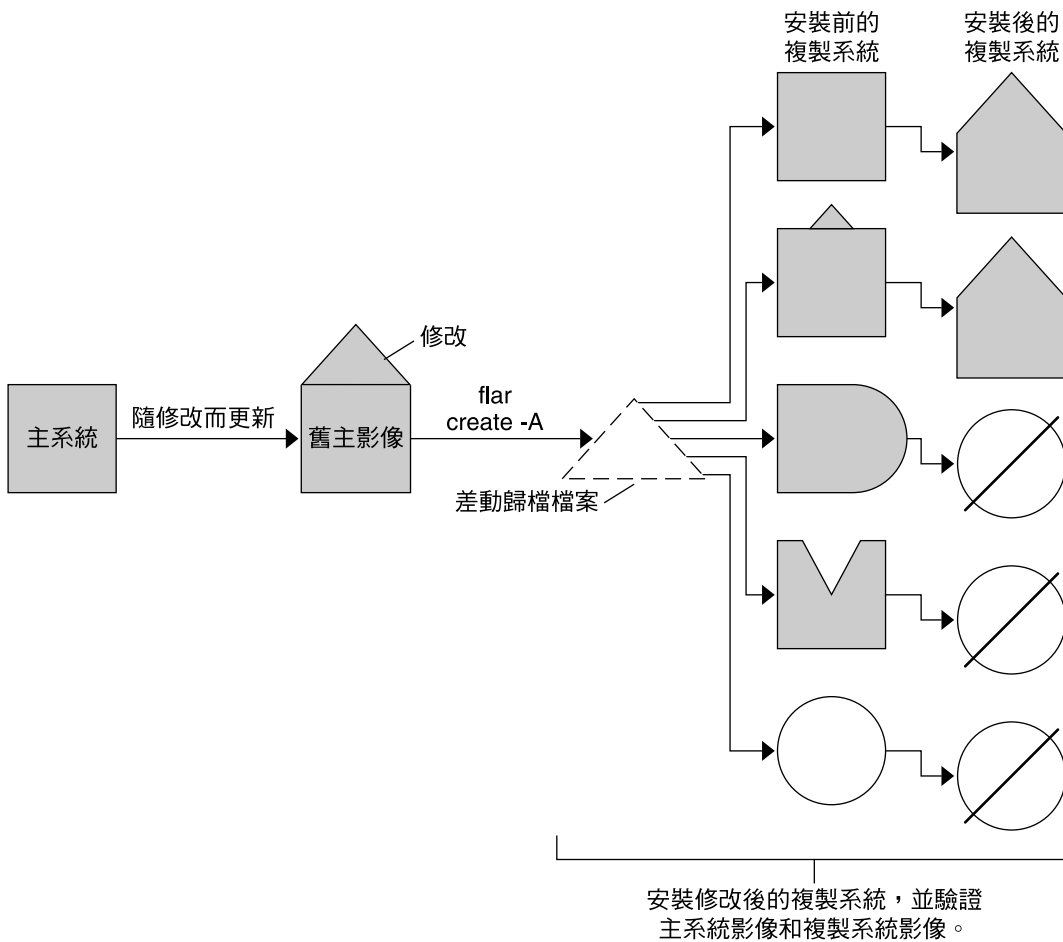 安裝前的
複製系統
安裝後的
複製系統
修改
主系統
隨修改而更新
舊主影像
flar
create -A
差動歸檔檔案
安裝修改後的複製系統，並驗證
主系統影像和複製系統影像。